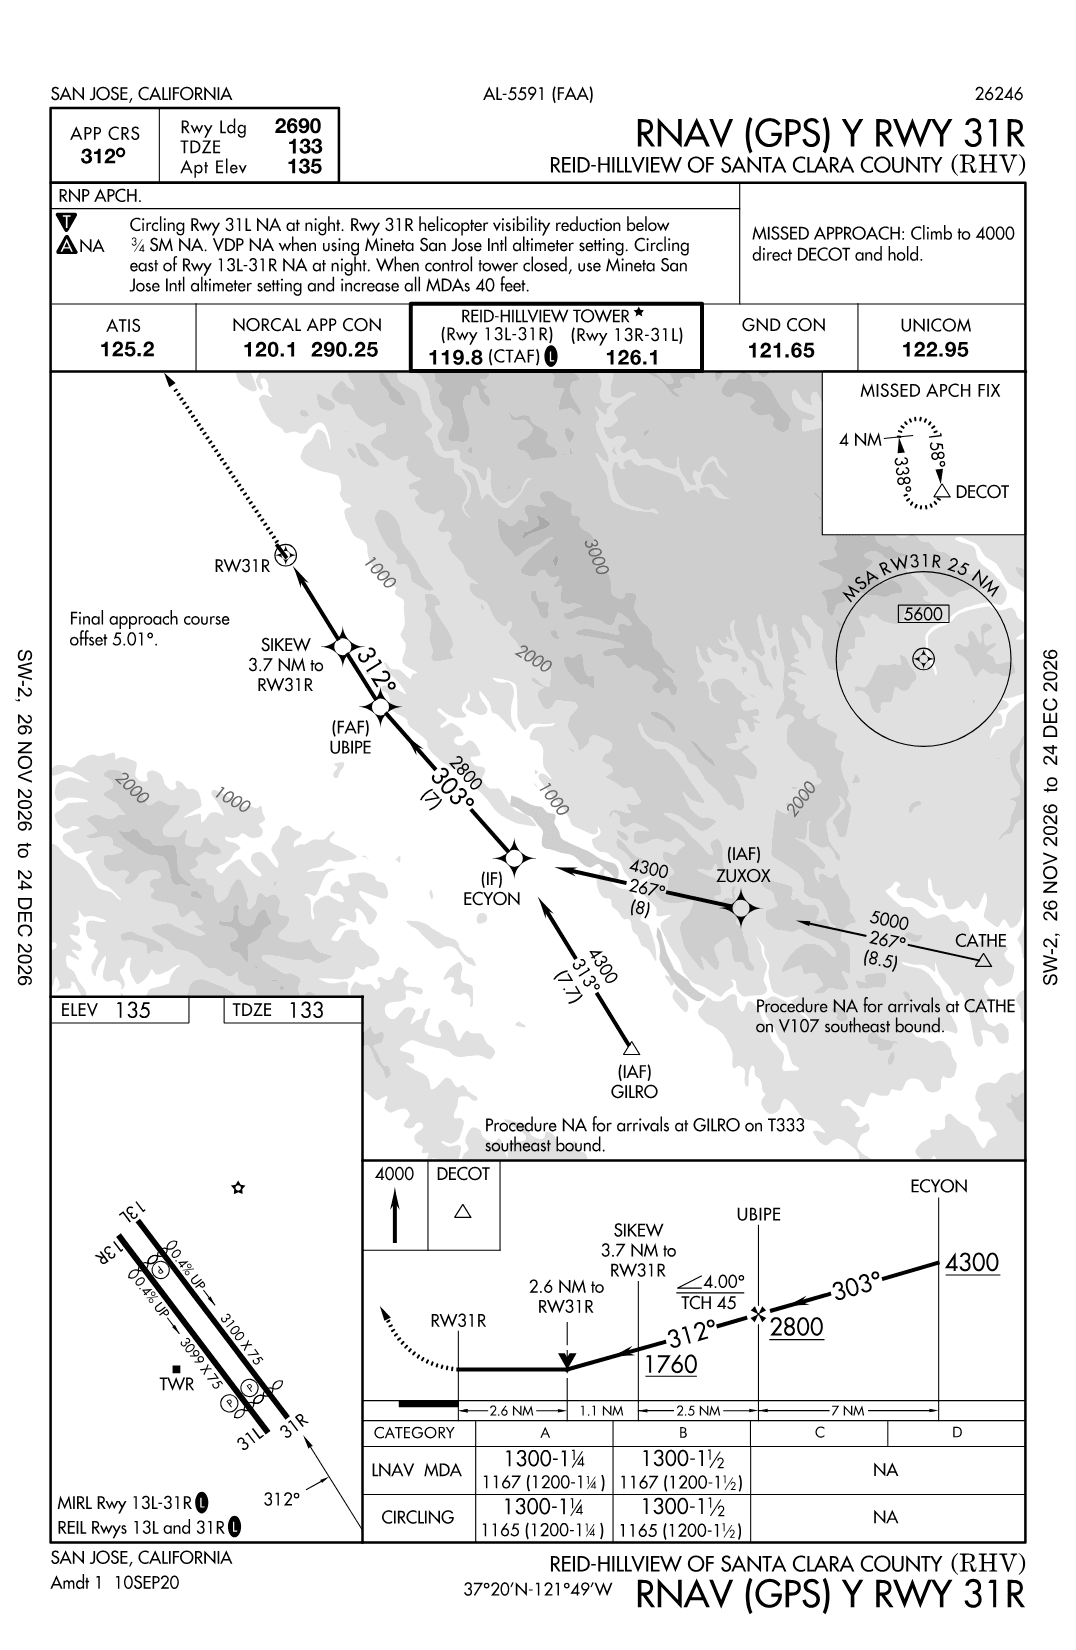 SAN JOSE, CALIFORNIA
AL-5591 (FAA)
26246
APP CRS
312°
Rwy Ldg 2690
TDZE 133
Apt Elev 135
RNAV (GPS) Y RWY 31R
REID-HILLVIEW OF SANTA CLARA COUNTY (RHV)
RNP APCH.
T
A NA
Circling Rwy 31L NA at night. Rwy 31R helicopter visibility reduction below
¾ SM NA. VDP NA when using Mineta San Jose Intl altimeter setting. Circling
east of Rwy 13L-31R NA at night. When control tower closed, use Mineta San
Jose Intl altimeter setting and increase all MDAs 40 feet.
MISSED APPROACH: Climb to 4000
direct DECOT and hold.
ATIS
125.2
NORCAL APP CON
120.1 290.25
REID-HILLVIEW TOWER ★
(Rwy 13L-31R) (Rwy 13R-31L)
119.8 (CTAF) L 126.1
GND CON
121.65
UNICOM
122.95
MISSED APCH FIX
4 NM
338°
158°
DECOT
MSA RW31R 25 NM
5600
RW31R
1000
3000
2000
Final approach course
offset 5.01°.
SIKEW
3.7 NM to
RW31R
312°
(FAF)
UBIPE
2800
303°
(7)
2000
1000
1000
2000
(IF)
ECYON
4300
267°
(8)
(IAF)
ZUXOX
5000
267°
(8.5)
CATHE
4300
313°
(7.7)
Procedure NA for arrivals at CATHE
on V107 southeast bound.
(IAF)
GILRO
Procedure NA for arrivals at GILRO on T333
southeast bound.
SW-2, 26 NOV 2026 to 24 DEC 2026
SW-2, 26 NOV 2026 to 24 DEC 2026
ELEV 135
TDZE 133
13L
13R
0.4% UP
0.4% UP
P
3100 X 75
3099 X 75
TWR
P
P
31L
31R
312°
MIRL Rwy 13L-31R L
REIL Rwys 13L and 31R L
4000
DECOT
ECYON
UBIPE
SIKEW
3.7 NM to
RW31R
2.6 NM to
RW31R
RW31R
4.00°
TCH 45
303°
4300
312°
2800
1760
2.6 NM
1.1 NM
2.5 NM
7 NM
CATEGORY A B C D
LNAV MDA 1300-1¼ 1300-1½ NA
1167 (1200-1¼) 1167 (1200-1½)
CIRCLING 1300-1¼ 1300-1½ NA
1165 (1200-1¼) 1165 (1200-1½)
SAN JOSE, CALIFORNIA
Amdt 1 10SEP20
37°20'N-121°49'W
REID-HILLVIEW OF SANTA CLARA COUNTY (RHV)
RNAV (GPS) Y RWY 31R